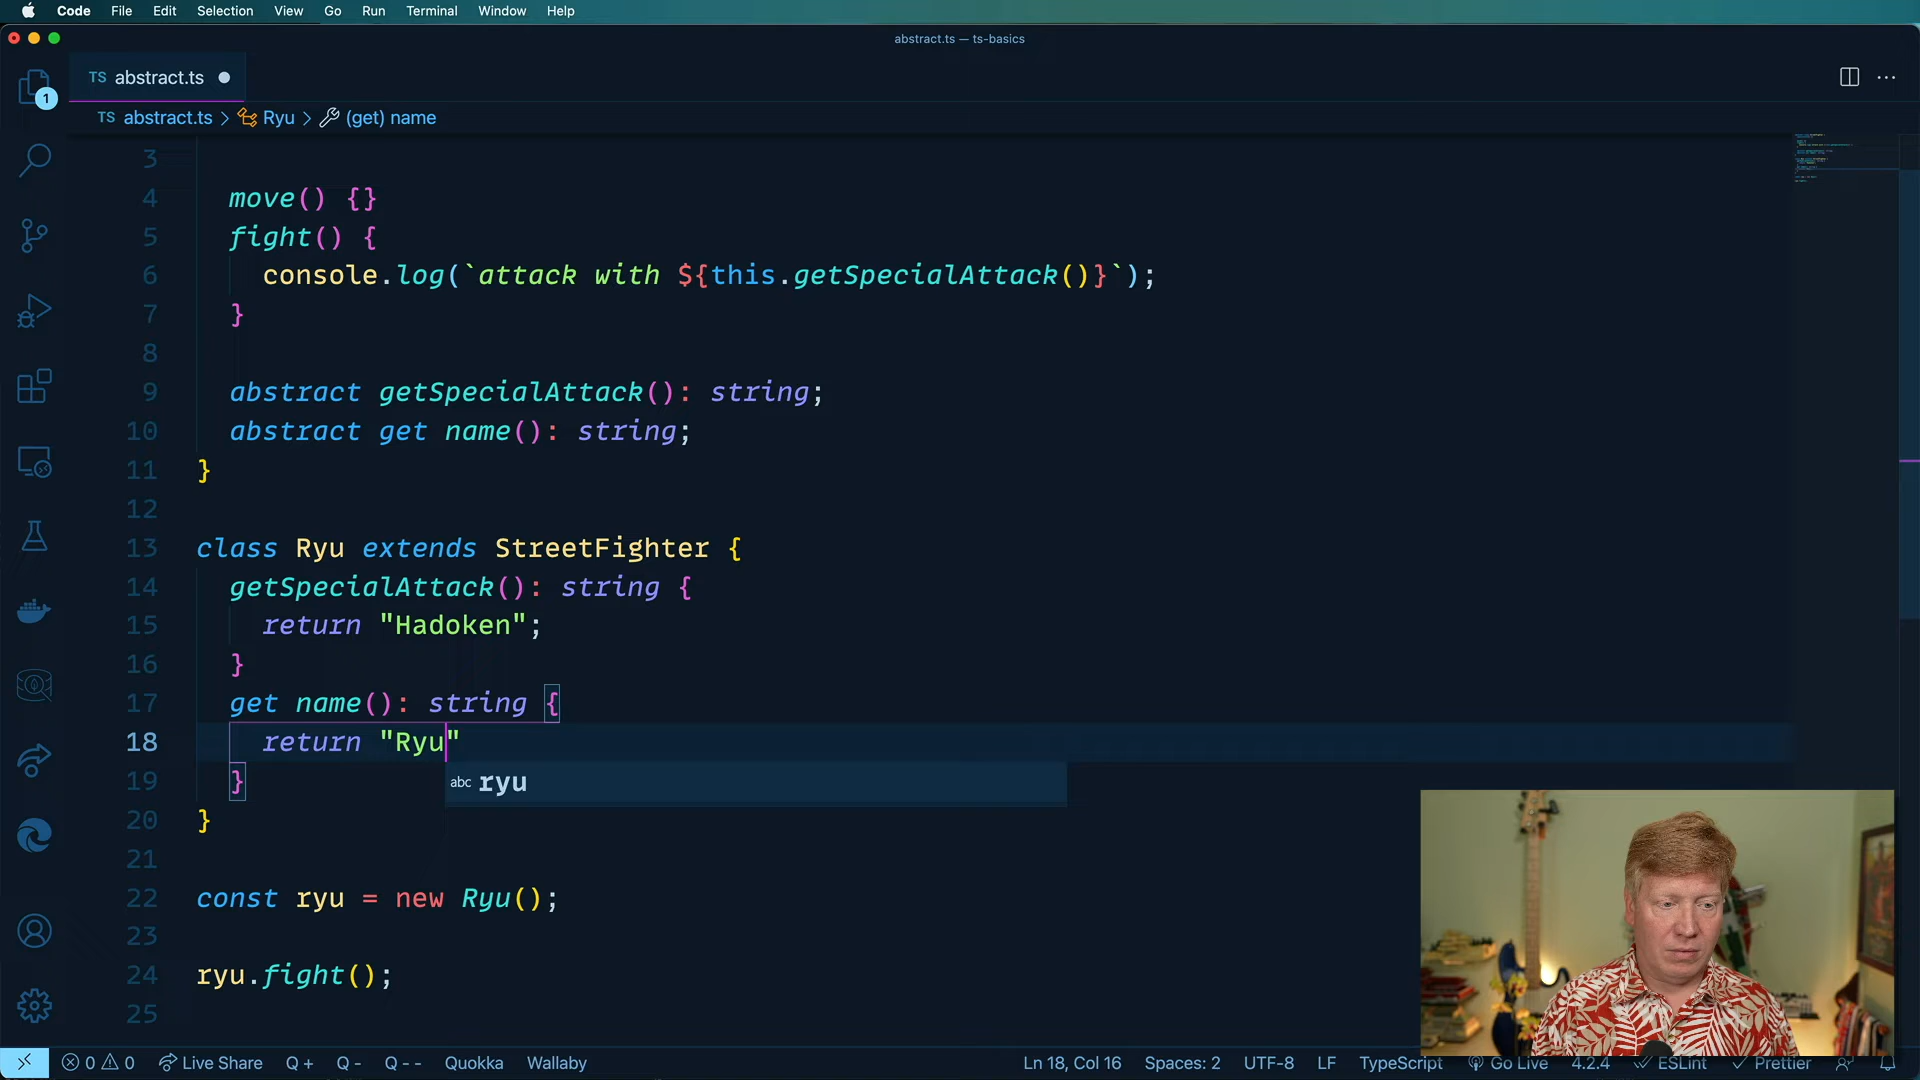 Code File Edit Selection View Go Run Terminal Window Help
abstract.ts — ts-basics
TS abstract.ts
TS abstract.ts > Ryu > (get) name
1
3
4 move() {}
5 fight() {
6 console.log(`attack with ${this.getSpecialAttack()}`);
7 }
8
9 abstract getSpecialAttack(): string;
10 abstract get name(): string;
11 }
12
13 class Ryu extends StreetFighter {
14 getSpecialAttack(): string {
15 return "Hadoken";
16 }
17 get name(): string {
18 return "Ryu"
19 }
abc ryu
20 }
21
22 const ryu = new Ryu();
23
24 ryu.fight();
25
0 0 Live Share Q + Q - Q - - Quokka Wallaby Ln 18, Col 16 Spaces: 2 UTF-8 LF TypeScript Go Live 4.2.4 ESLint Prettier